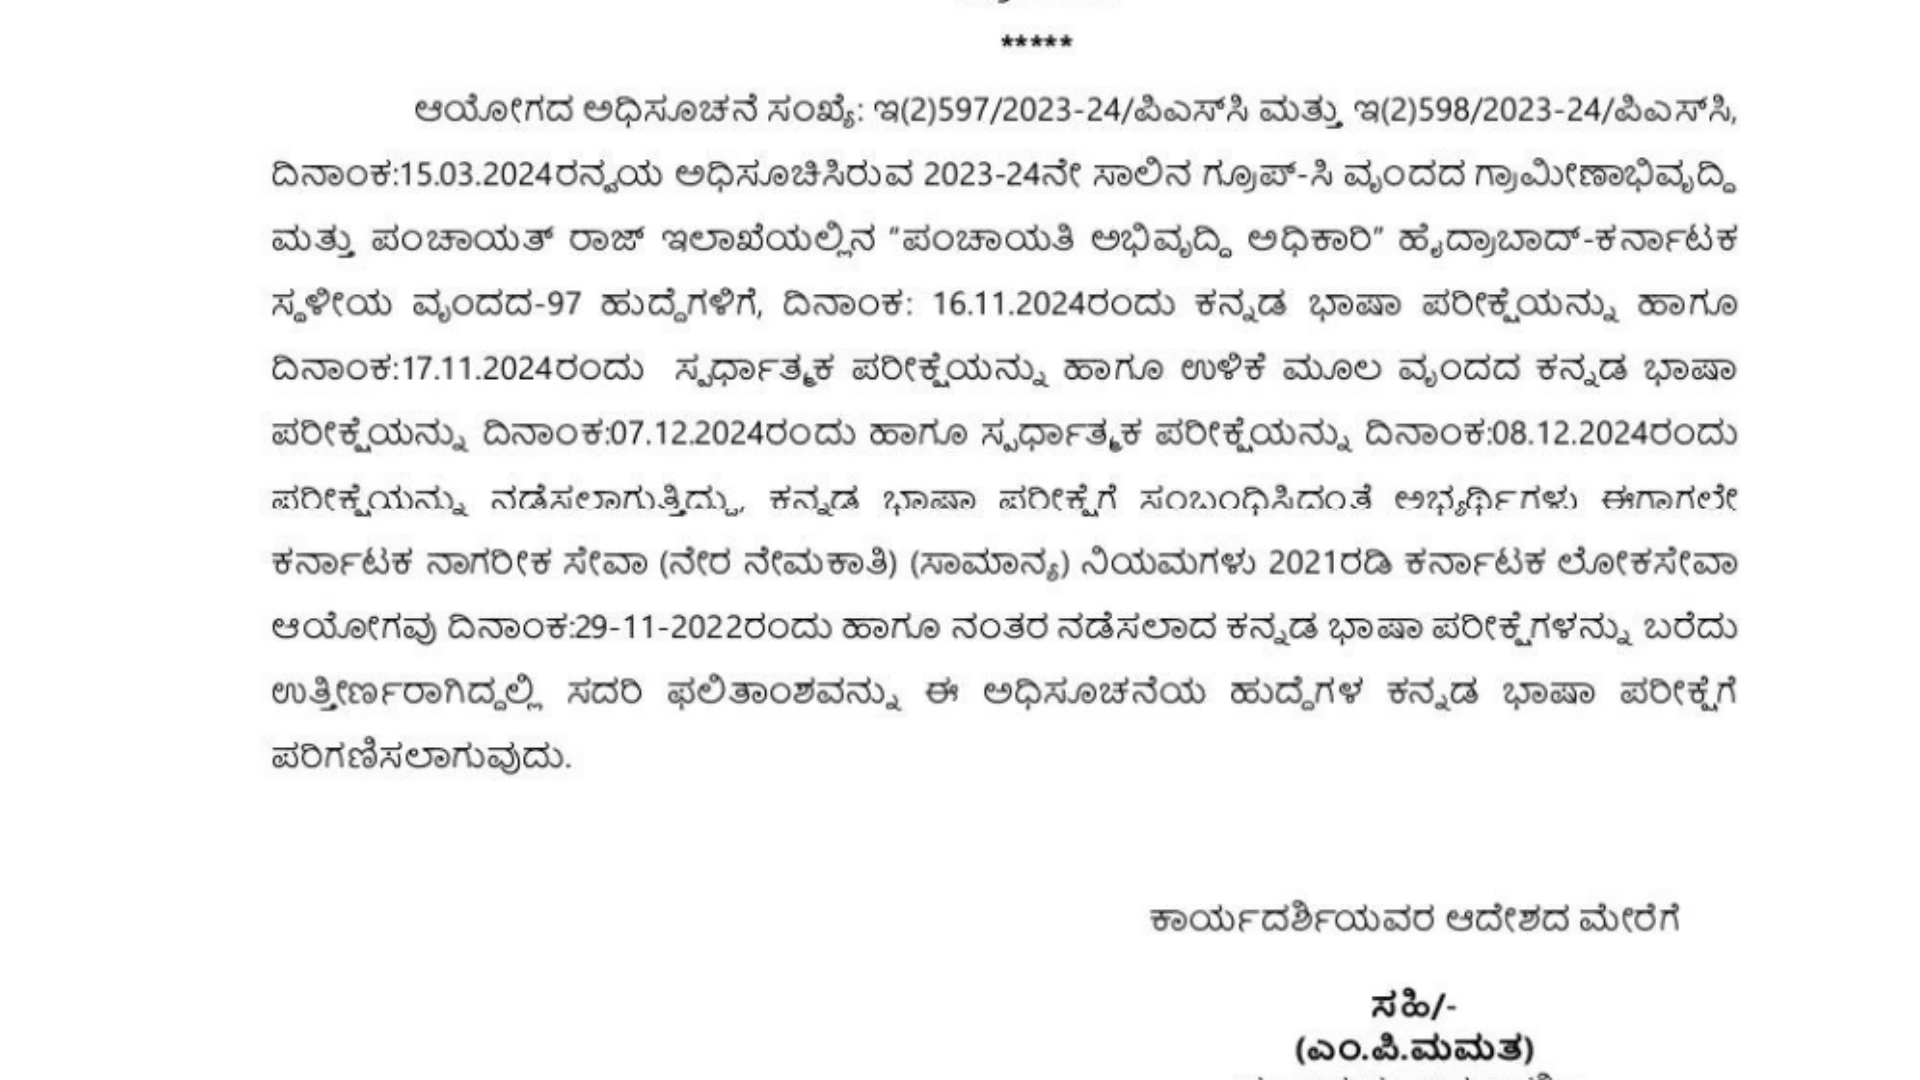 *****
ಆಯೋಗದ ಅಧಿಸೂಚನೆ ಸಂಖ್ಯೆ: ಇ(2)597/2023-24/ಪಿಎಸ್‌ಸಿ ಮತ್ತು ಇ(2)598/2023-24/ಪಿಎಸ್‌ಸಿ,
ದಿನಾಂಕ:15.03.2024ರನ್ವಯ ಅಧಿಸೂಚಿಸಿರುವ 2023-24ನೇ ಸಾಲಿನ ಗ್ರೂಪ್-ಸಿ ವೃಂದದ ಗ್ರಾಮೀಣಾಭಿವೃದ್ಧಿ
ಮತ್ತು ಪಂಚಾಯತ್ ರಾಜ್ ಇಲಾಖೆಯಲ್ಲಿನ "ಪಂಚಾಯತಿ ಅಭಿವೃದ್ಧಿ ಅಧಿಕಾರಿ" ಹೈದ್ರಾಬಾದ್-ಕರ್ನಾಟಕ
ಸ್ಥಳೀಯ ವೃಂದದ-97 ಹುದ್ದೆಗಳಿಗೆ, ದಿನಾಂಕ: 16.11.2024ರಂದು ಕನ್ನಡ ಭಾಷಾ ಪರೀಕ್ಷೆಯನ್ನು ಹಾಗೂ
ದಿನಾಂಕ:17.11.2024ರಂದು ಸ್ಪರ್ಧಾತ್ಮಕ ಪರೀಕ್ಷೆಯನ್ನು ಹಾಗೂ ಉಳಿಕೆ ಮೂಲ ವೃಂದದ ಕನ್ನಡ ಭಾಷಾ
ಪರೀಕ್ಷೆಯನ್ನು ದಿನಾಂಕ:07.12.2024ರಂದು ಹಾಗೂ ಸ್ಪರ್ಧಾತ್ಮಕ ಪರೀಕ್ಷೆಯನ್ನು ದಿನಾಂಕ:08.12.2024ರಂದು
ಪರೀಕ್ಷೆಯನ್ನು ನಡೆಸಲಾಗುತ್ತಿದ್ದು, ಕನ್ನಡ ಭಾಷಾ ಪರೀಕ್ಷೆಗೆ ಸಂಬಂಧಿಸಿದಂತೆ ಅಭ್ಯರ್ಥಿಗಳು ಈಗಾಗಲೇ
ಕರ್ನಾಟಕ ನಾಗರೀಕ ಸೇವಾ (ನೇರ ನೇಮಕಾತಿ) (ಸಾಮಾನ್ಯ) ನಿಯಮಗಳು 2021ರಡಿ ಕರ್ನಾಟಕ ಲೋಕಸೇವಾ
ಆಯೋಗವು ದಿನಾಂಕ:29-11-2022ರಂದು ಹಾಗೂ ನಂತರ ನಡೆಸಲಾದ ಕನ್ನಡ ಭಾಷಾ ಪರೀಕ್ಷೆಗಳನ್ನು ಬರೆದು
ಉತ್ತೀರ್ಣರಾಗಿದ್ದಲ್ಲಿ ಸದರಿ ಫಲಿತಾಂಶವನ್ನು ಈ ಅಧಿಸೂಚನೆಯ ಹುದ್ದೆಗಳ ಕನ್ನಡ ಭಾಷಾ ಪರೀಕ್ಷೆಗೆ
ಪರಿಗಣಿಸಲಾಗುವುದು.
ಕಾರ್ಯದರ್ಶಿಯವರ ಆದೇಶದ ಮೇರೆಗೆ
ಸಹಿ/-
(ಎಂ.ಪಿ.ಮಮತ)